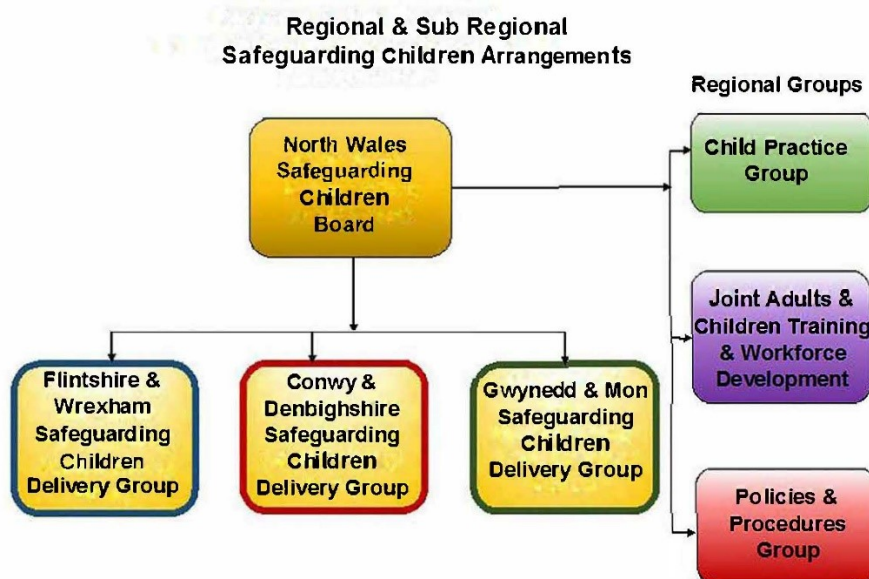 Regional & Sub Regional
Safeguarding Children Arrangements
Regional Groups
North Wales
Safeguarding
Children
Board
Child Practice
Group
Joint Adults &
Children Training
& Workforce
Development
Flintshire &
Wrexham
Safeguarding
Children
Delivery Group
Conwy &
Denbighshire
Safeguarding
Children
Delivery Group
Gwynedd & Mon
Safeguarding
Children
Delivery Group
Policies &
Procedures
Group